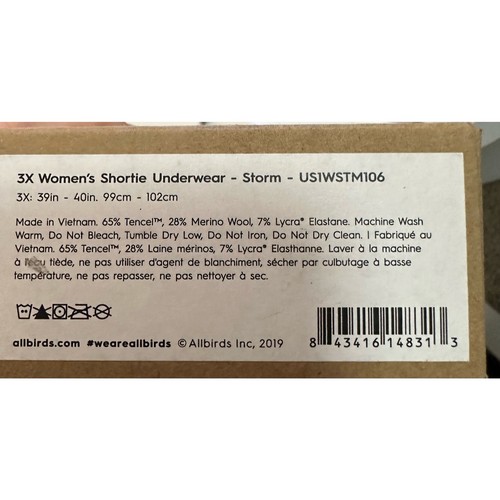 3X Women's Shortie Underwear - Storm - US1WSTM106
3X: 39in - 40in. 99cm - 102cm
Made in Vietnam. 65% Tencel™, 28% Merino Wool, 7% Lycra® Elastane. Machine Wash
Warm, Do Not Bleach, Tumble Dry Low, Do Not Iron, Do Not Dry Clean. | Fabriqué au
Vietnam. 65% Tencel™, 28% Laine mérinos, 7% Lycra® Elasthanne. Laver à la machine
à l'eau tiède, ne pas utiliser d'agent de blanchiment, sécher par culbutage à basse
température, ne pas repasser, ne pas nettoyer à sec.
allbirds.com #weareallbirds ©Allbirds Inc, 2019
8 43416 14831 3